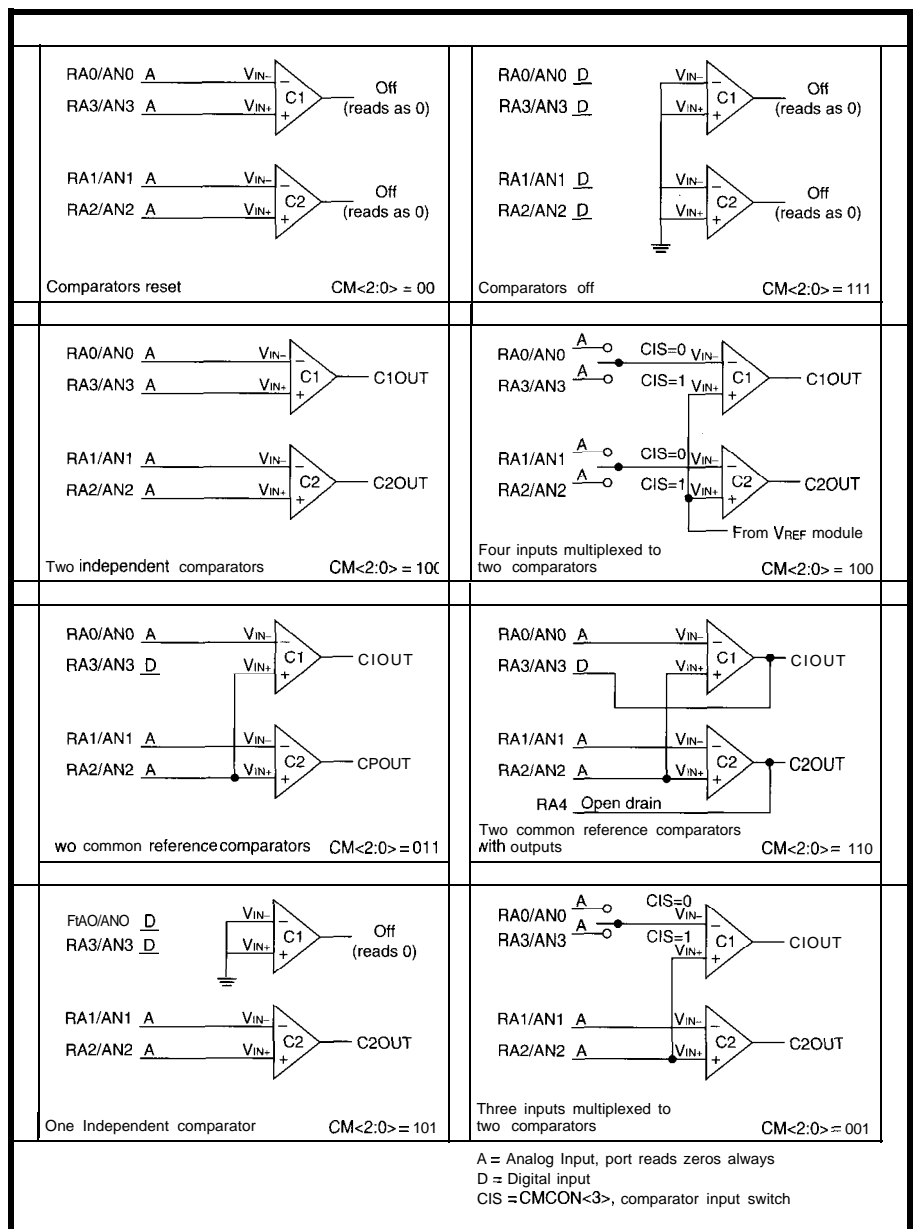 RA0/AN0 A VIN– – C1 Off
RA3/AN3 A VIN+ + (reads as 0)
RA1/AN1 A VIN– – C2 Off
RA2/AN2 A VIN+ + (reads as 0)
Comparators reset CM<2:0> = 00
RA0/AN0 D VIN– – C1 Off
RA3/AN3 D VIN+ + (reads as 0)
RA1/AN1 D VIN– – C2 Off
RA2/AN2 D VIN+ + (reads as 0)
Comparators off CM<2:0> = 111
RA0/AN0 A VIN– – C1 C1OUT
RA3/AN3 A VIN+ +
RA1/AN1 A VIN– – C2 C2OUT
RA2/AN2 A VIN+ +
Two independent comparators CM<2:0> = 100
RA0/AN0 A CIS=0 VIN– – C1 C1OUT
RA3/AN3 A CIS=1 VIN+ +
RA1/AN1 A CIS=0 VIN– – C2 C2OUT
RA2/AN2 A CIS=1 VIN+ +
From VREF module
Four inputs multiplexed to
two comparators CM<2:0> = 100
RA0/AN0 A VIN– – C1 CIOUT
RA3/AN3 D VIN+ +
RA1/AN1 A VIN– – C2 CPOUT
RA2/AN2 A VIN+ +
wo common reference comparators CM<2:0> = 011
RA0/AN0 A VIN– – C1 CIOUT
RA3/AN3 D VIN+ +
RA1/AN1 A VIN– – C2 C2OUT
RA2/AN2 A VIN+ +
RA4 Open drain
Two common reference comparators
with outputs CM<2:0> = 110
FtAO/ANO D VIN– – C1 Off
RA3/AN3 D VIN+ + (reads 0)
RA1/AN1 A VIN– – C2 C2OUT
RA2/AN2 A VIN+ +
One Independent comparator CM<2:0> = 101
RA0/AN0 A CIS=0 VIN– – C1 CIOUT
RA3/AN3 A CIS=1 VIN+ +
RA1/AN1 A VIN– – C2 C2OUT
RA2/AN2 A VIN+ +
Three inputs multiplexed to
two comparators CM<2:0> = 001
A = Analog Input, port reads zeros always
D = Digital input
CIS = CMCON<3>, comparator input switch